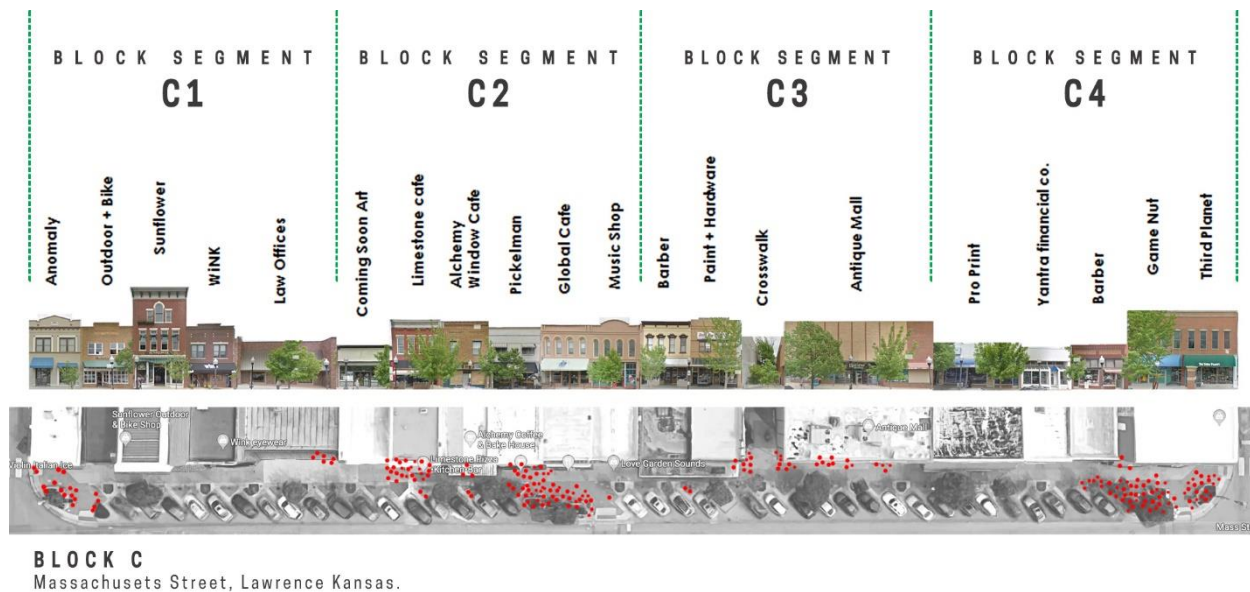 BLOCK SEGMENT
C1
BLOCK SEGMENT
C2
BLOCK SEGMENT
C3
BLOCK SEGMENT
C4
Anomaly
Outdoor + Bike
Sunflower
WiNK
Law Offices
Coming Soon Art
Limestone cafe
Alchemy
Window Cafe
Pickelman
Global Cafe
Music Shop
Barber
Paint + Hardware
Crosswalk
Antique Mall
Pro Print
Yantra financial co.
Barber
Game Nut
Third Planet
Sunflower Outdoor
& Bike Shop
Wink eyewear
Alchemy Coffee
& Bake House
Limestone Pizza
Kitchen Bar
Love Garden Sounds
Antique Mall
Italian Ice
Mass St
BLOCK C
Massachusets Street, Lawrence Kansas.